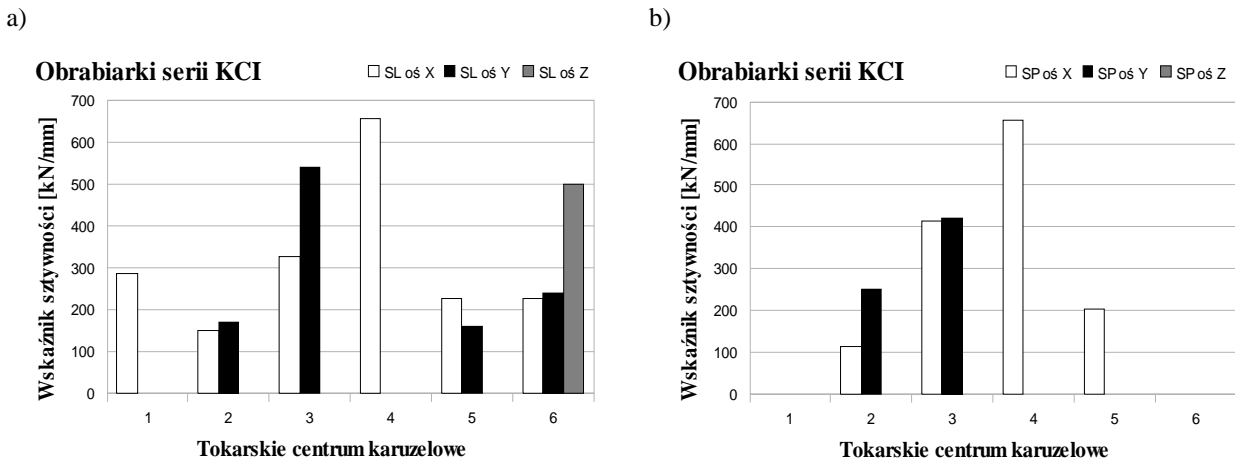 a)
b)
Obrabiarki serii KCI
SL oś X SL oś Y SL oś Z
Wskaźnik sztywności [kN/mm]
700
600
500
400
300
200
100
0
1 2 3 4 5 6
Tokarskie centrum karuzelowe
Obrabiarki serii KCI
SP oś X SP oś Y SP oś Z
Wskaźnik sztywności [kN/mm]
700
600
500
400
300
200
100
0
1 2 3 4 5 6
Tokarskie centrum karuzelowe